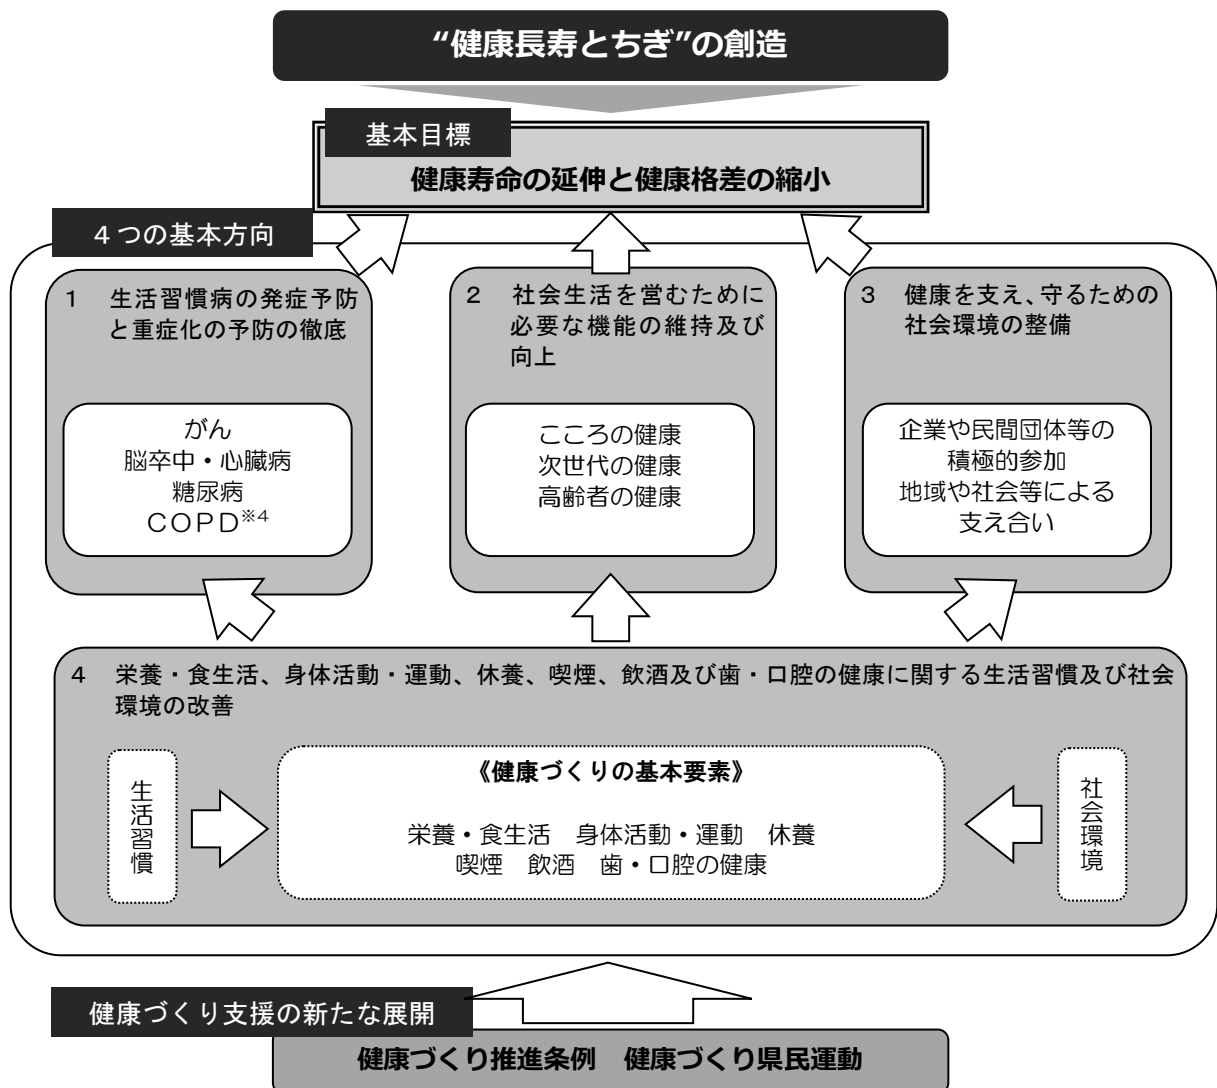 “健康長寿とちぎ”の創造
基本目標
健康寿命の延伸と健康格差の縮小
４つの基本方向
１　生活習慣病の発症予防
と重症化の予防の徹底
がん
脳卒中・心臓病
糖尿病
ＣＯＰＤ※4
２　社会生活を営むために
必要な機能の維持及び
向上
こころの健康
次世代の健康
高齢者の健康
３　健康を支え、守るための
社会環境の整備
企業や民間団体等の
積極的参加
地域や社会等による
支え合い
４　栄養・食生活、身体活動・運動、休養、喫煙、飲酒及び歯・口腔の健康に関する生活習慣及び社会
環境の改善
生活習慣
《健康づくりの基本要素》
栄養・食生活　身体活動・運動　休養
喫煙　飲酒　歯・口腔の健康
社会環境
健康づくり支援の新たな展開
健康づくり推進条例　健康づくり県民運動